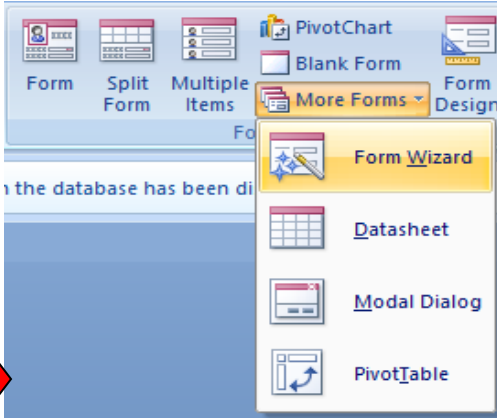 PivotChart
Blank Form
Form
Split Form
Multiple Items
More Forms
Form Design
Fo
Form Wizard
n the database has been di
Datasheet
Modal Dialog
PivotTable